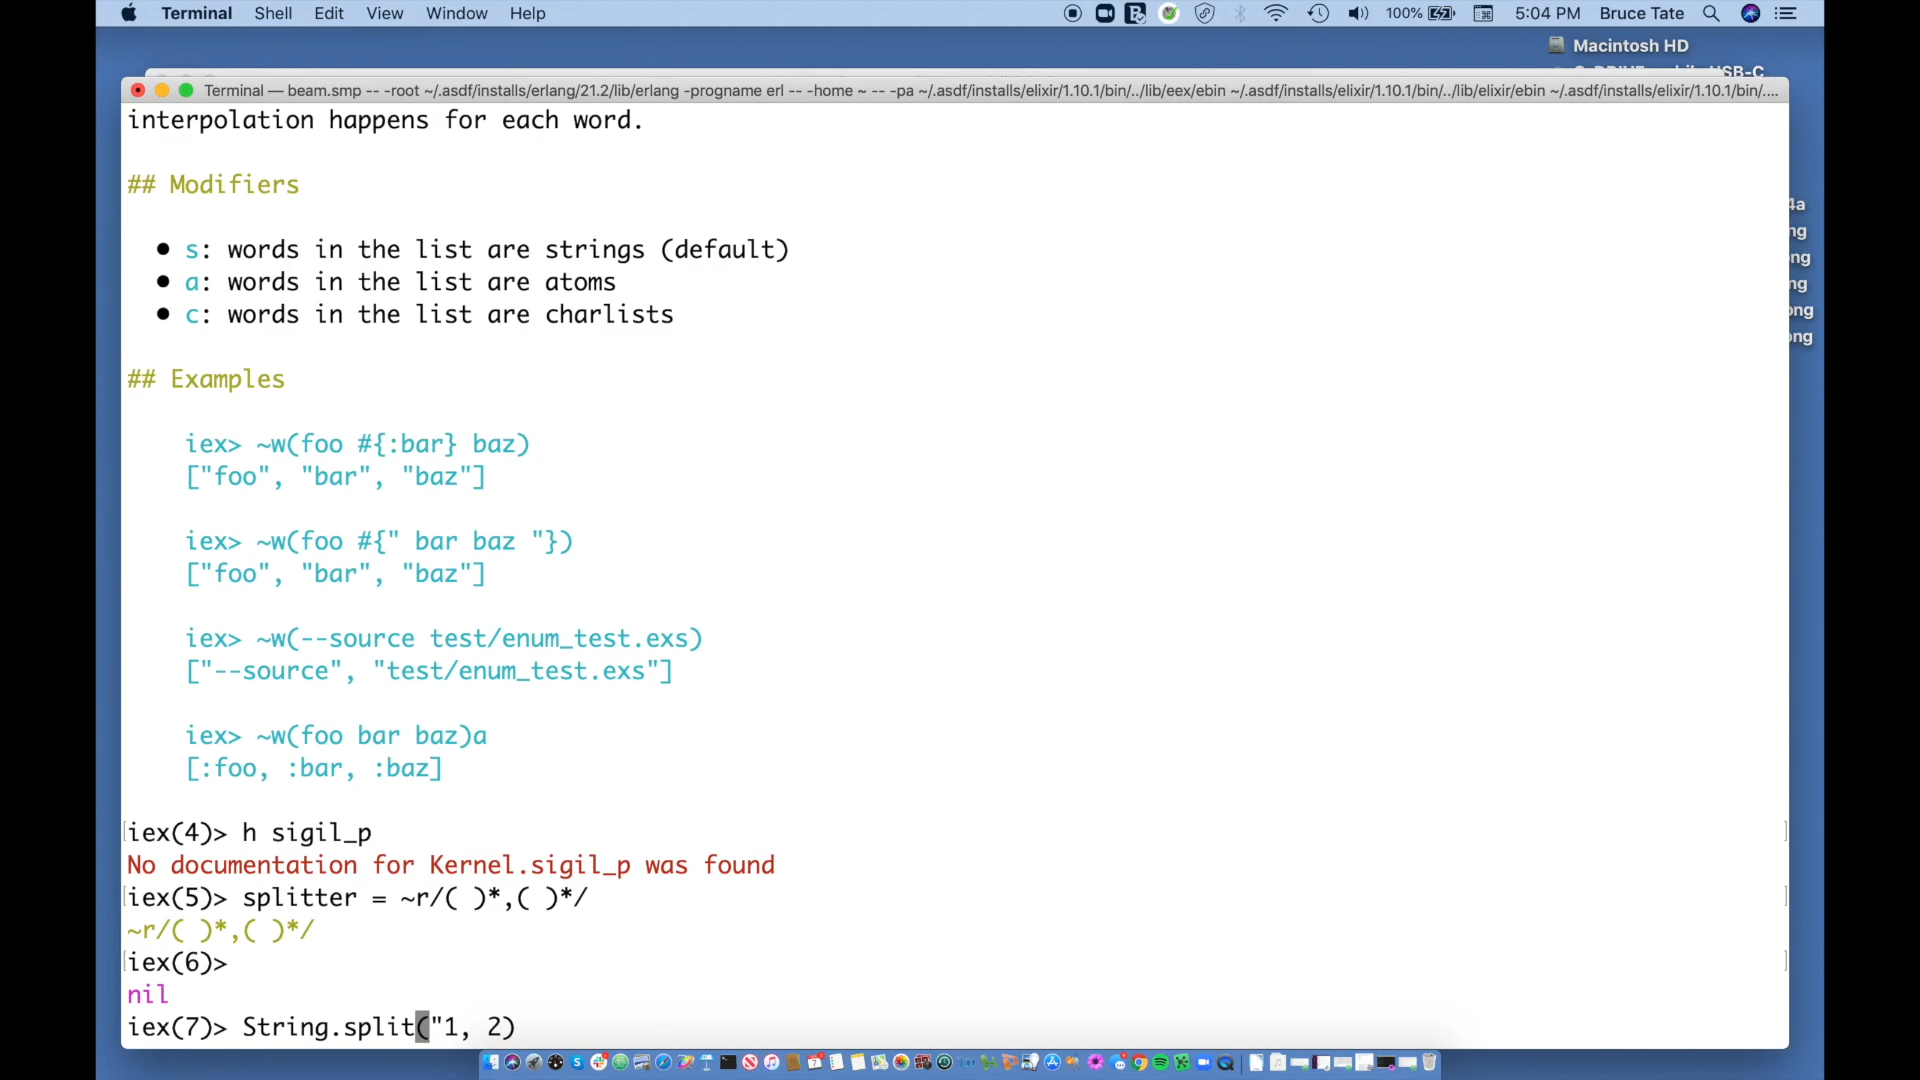 Terminal Shell Edit View Window Help 100% 5:04 PM Bruce Tate
Macintosh HD
USB-C
Terminal — beam.smp -- -root ~/.asdf/installs/erlang/21.2/lib/erlang -progname erl -- -home ~ -- -pa ~/.asdf/installs/elixir/1.10.1/bin/../lib/eex/ebin ~/.asdf/installs/elixir/1.10.1/bin/../lib/elixir/ebin ~/.asdf/installs/elixir/1.10.1/bin/....
interpolation happens for each word.
## Modifiers
• s: words in the list are strings (default)
• a: words in the list are atoms
• c: words in the list are charlists
## Examples
iex> ~w(foo #{:bar} baz)
["foo", "bar", "baz"]
iex> ~w(foo #{" bar baz "})
["foo", "bar", "baz"]
iex> ~w(--source test/enum_test.exs)
["--source", "test/enum_test.exs"]
iex> ~w(foo bar baz)a
[:foo, :bar, :baz]
iex(4)> h sigil_p
No documentation for Kernel.sigil_p was found
iex(5)> splitter = ~r/( )*,( )*/
~r/( )*,( )*/
iex(6)>
nil
iex(7)> String.split("1, 2)